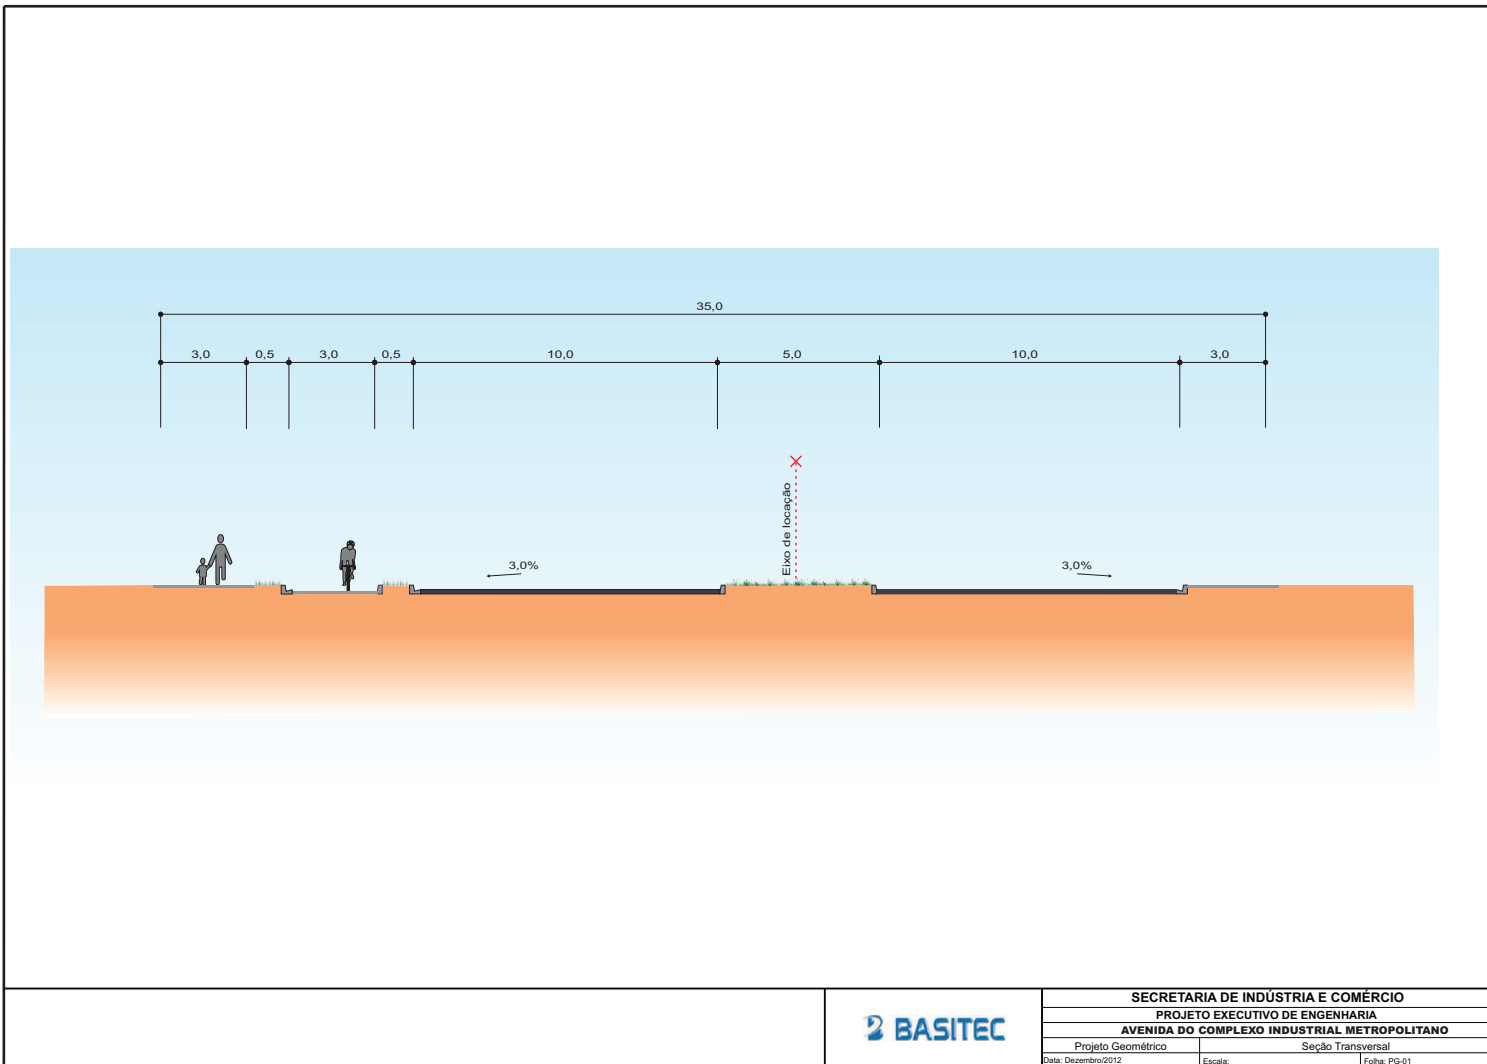 35,0
3,0 0,5 3,0 0,5 10,0 5,0 10,0 3,0
Eixo de locação
3,0% 3,0%
BASITEC
SECRETARIA DE INDÚSTRIA E COMÉRCIO
PROJETO EXECUTIVO DE ENGENHARIA
AVENIDA DO COMPLEXO INDUSTRIAL METROPOLITANO
Projeto Geométrico Seção Transversal
Data: Dezembro/2012 Escala: Folha: PG-01